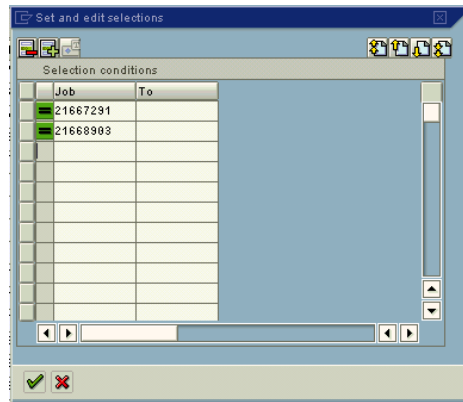 Set and edit selections
Selection conditions
Job To
21667291
21668903